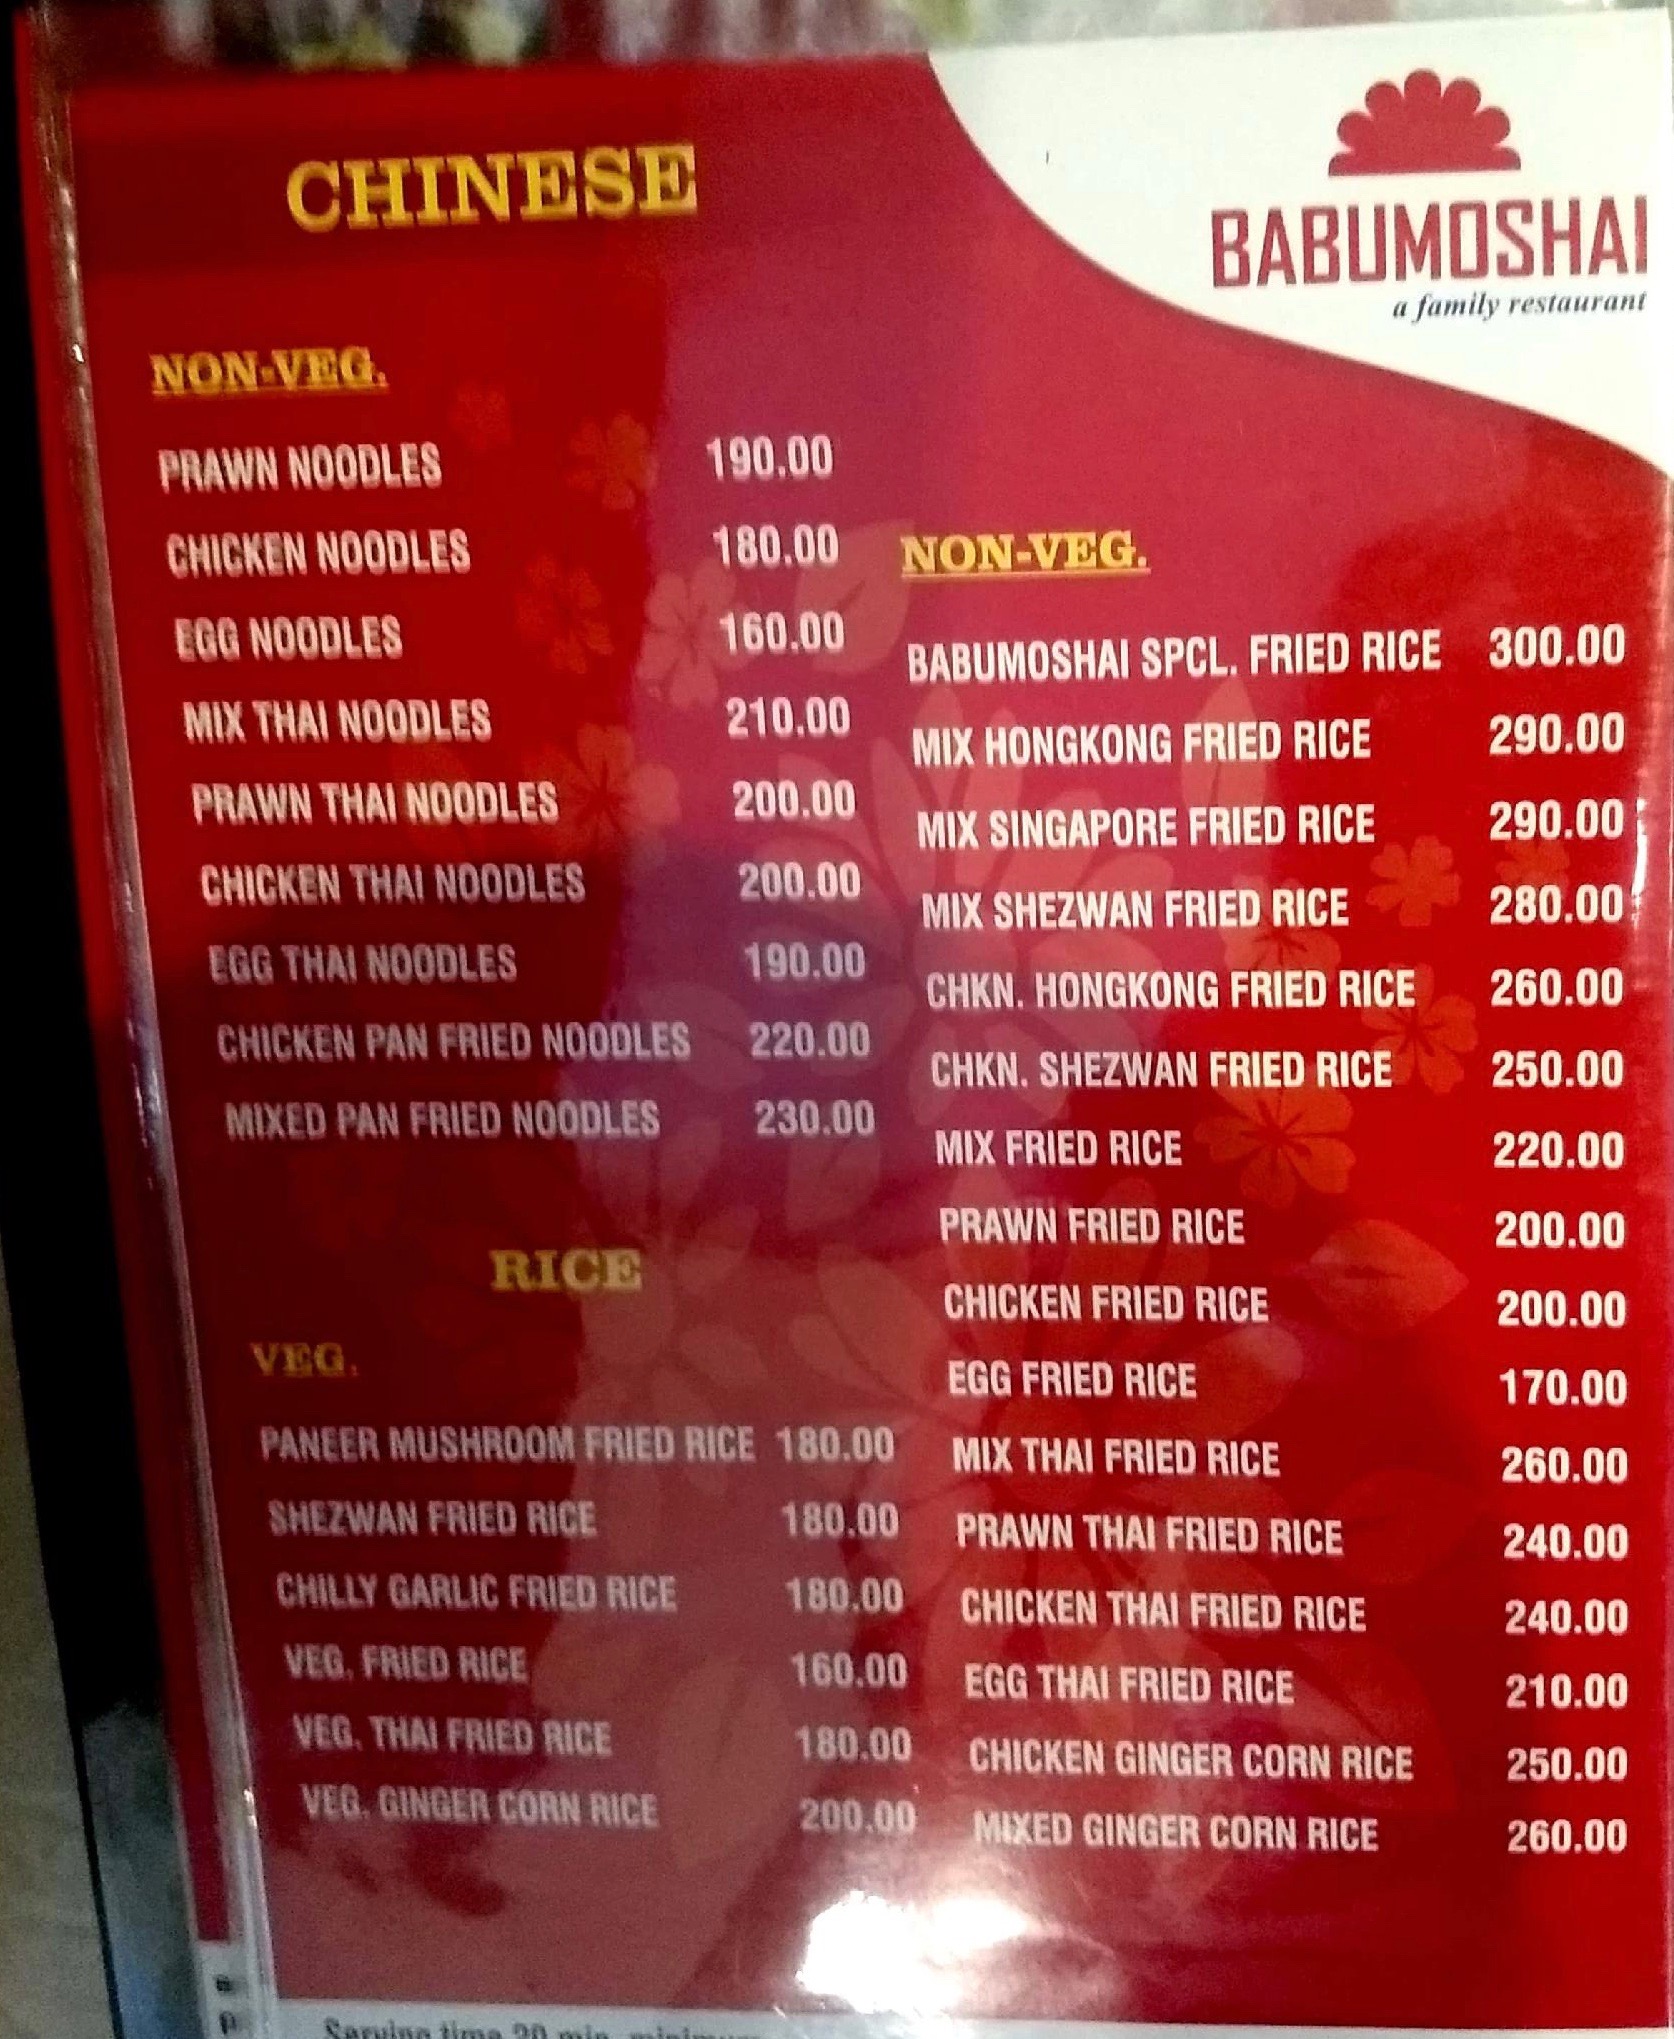 CHINESE
BABUMOSHAI
a family restaurant
NON-VEG.
PRAWN NOODLES 190.00
CHICKEN NOODLES 180.00
EGG NOODLES 160.00
MIX THAI NOODLES 210.00
PRAWN THAI NOODLES 200.00
CHICKEN THAI NOODLES 200.00
EGG THAI NOODLES 190.00
CHICKEN PAN FRIED NOODLES 220.00
MIXED PAN FRIED NOODLES 230.00
RICE
VEG.
PANEER MUSHROOM FRIED RICE 180.00
SHEZWAN FRIED RICE 180.00
CHILLY GARLIC FRIED RICE 180.00
VEG. FRIED RICE 160.00
VEG. THAI FRIED RICE 180.00
VEG. GINGER CORN RICE 200.00
NON-VEG.
BABUMOSHAI SPCL. FRIED RICE 300.00
MIX HONGKONG FRIED RICE 290.00
MIX SINGAPORE FRIED RICE 290.00
MIX SHEZWAN FRIED RICE 280.00
CHKN. HONGKONG FRIED RICE 260.00
CHKN. SHEZWAN FRIED RICE 250.00
MIX FRIED RICE 220.00
PRAWN FRIED RICE 200.00
CHICKEN FRIED RICE 200.00
EGG FRIED RICE 170.00
MIX THAI FRIED RICE 260.00
PRAWN THAI FRIED RICE 240.00
CHICKEN THAI FRIED RICE 240.00
EGG THAI FRIED RICE 210.00
CHICKEN GINGER CORN RICE 250.00
MIXED GINGER CORN RICE 260.00
Serving time 20 min.